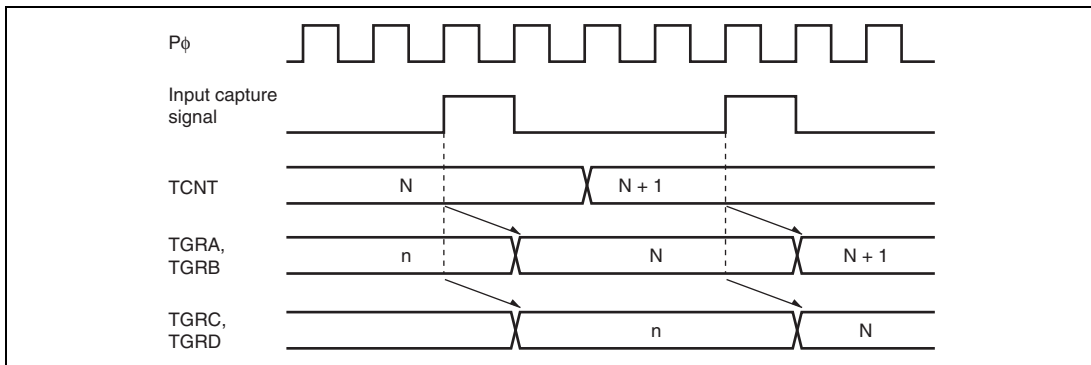 Pϕ
Input capture
signal
TCNT
N
N + 1
TGRA,
TGRB
n
N
N + 1
TGRC,
TGRD
n
N